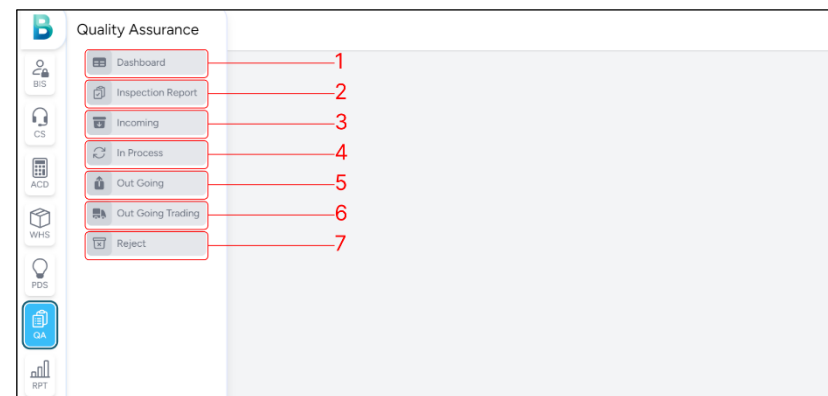 Quality Assurance
BIS
CS
ACD
WHS
PDS
QA
RPT
Dashboard 1
Inspection Report 2
Incoming 3
In Process 4
Out Going 5
Out Going Trading 6
Reject 7